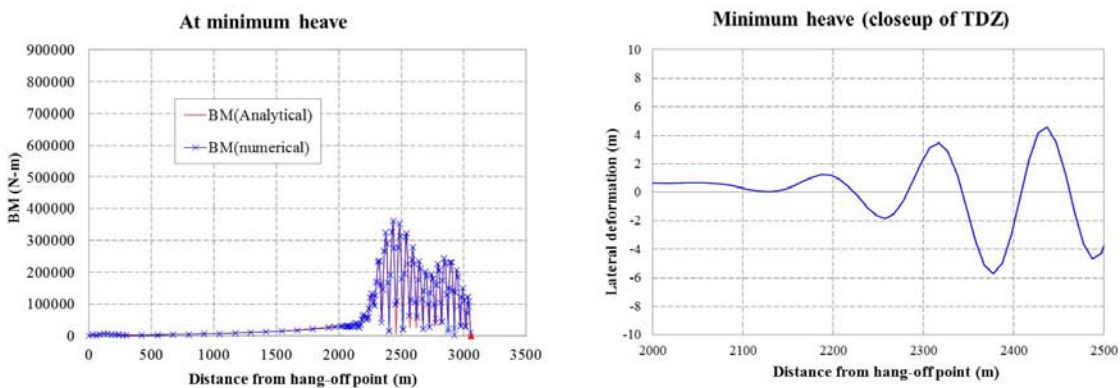 At minimum heave
900000
800000
700000
600000
500000
400000
300000
200000
100000
0
BM (N-m)
BM(Analytical)
BM(numerical)
0 500 1000 1500 2000 2500 3000 3500
Distance from hang-off point (m)
Minimum heave (closeup of TDZ)
10
8
6
4
2
0
-2
-4
-6
-8
-10
Lateral deformation (m)
2000 2100 2200 2300 2400 2500
Distance from hang-off point (m)